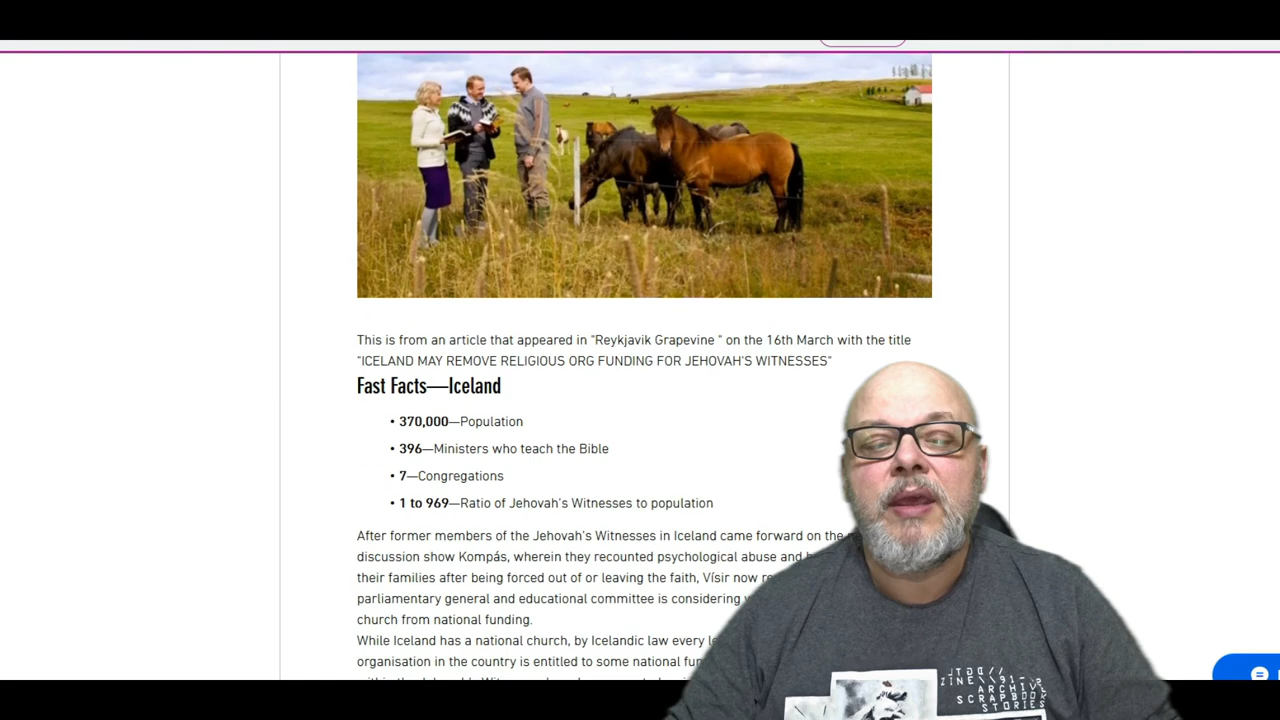 This is from an article that appeared in "Reykjavik Grapevine " on the 16th March with the title
"ICELAND MAY REMOVE RELIGIOUS ORG FUNDING FOR JEHOVAH'S WITNESSES"
Fast Facts—Iceland
• 370,000—Population
• 396—Ministers who teach the Bible
• 7—Congregations
• 1 to 969—Ratio of Jehovah's Witnesses to population
After former members of the Jehovah's Witnesses in Iceland came forward on the
discussion show Kompás, wherein they recounted psychological abuse and
their families after being forced out of or leaving the faith, Vísir now
parliamentary general and educational committee is considering
church from national funding.
While Iceland has a national church, by Icelandic law every
organisation in the country is entitled to some national
ZINE\\91-
ARCHIVE
SCRAPBOOK
STORIES